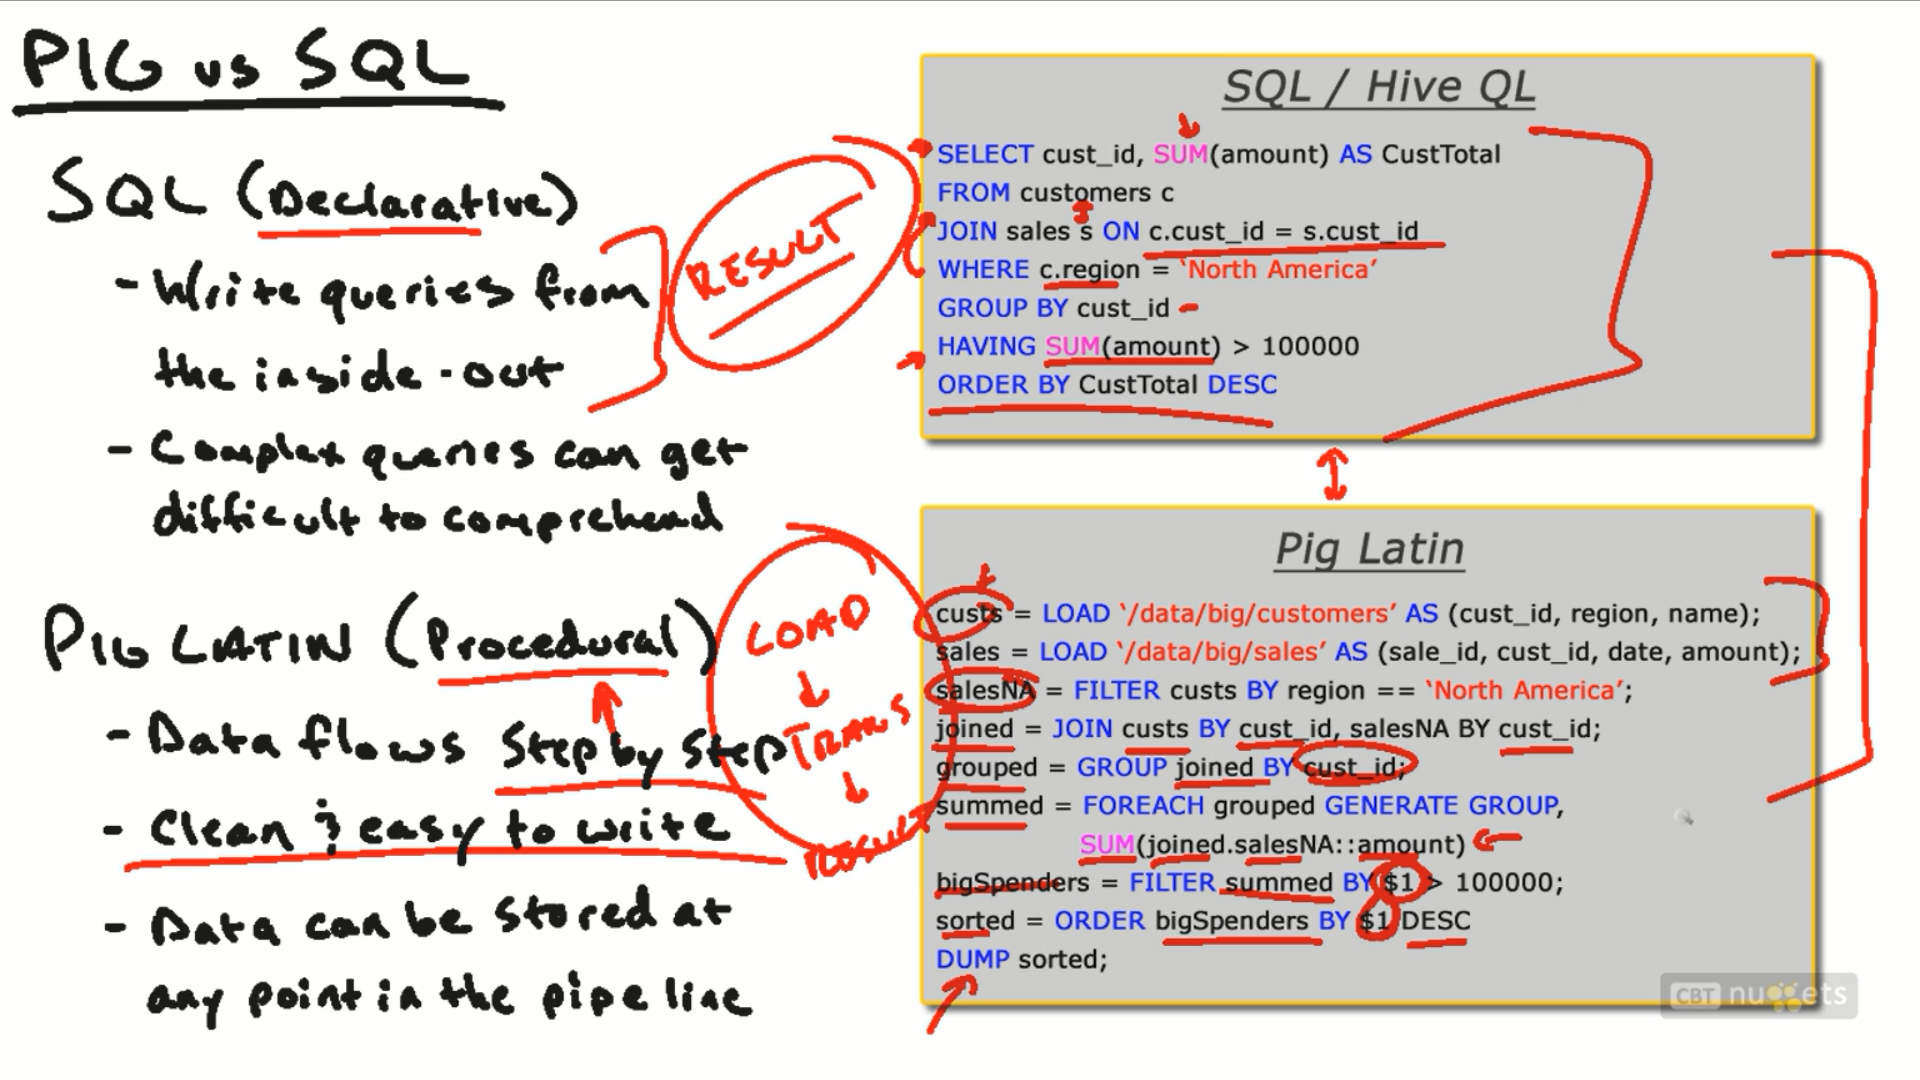 PIG vs SQL
SQL (Declarative)
- Write queries from
the inside-out
- Complex queries can get
difficult to comprehend
PIG LATIN (Procedural)
- Data flows step by step
- Clean & easy to write
- Data can be stored at
any point in the pipeline
RESULT
LOAD
TRANS
RESULT
SQL / Hive QL
SELECT cust_id, SUM(amount) AS CustTotal
FROM customers c
JOIN sales s ON c.cust_id = s.cust_id
WHERE c.region = ‘North America’
GROUP BY cust_id
HAVING SUM(amount) > 100000
ORDER BY CustTotal DESC
Pig Latin
custs = LOAD ‘/data/big/customers’ AS (cust_id, region, name);
sales = LOAD ‘/data/big/sales’ AS (sale_id, cust_id, date, amount);
salesNA = FILTER custs BY region == ‘North America’;
joined = JOIN custs BY cust_id, salesNA BY cust_id;
grouped = GROUP joined BY cust_id;
summed = FOREACH grouped GENERATE GROUP,
SUM(joined.salesNA::amount)
bigSpenders = FILTER summed BY $1 > 100000;
sorted = ORDER bigSpenders BY $1 DESC
DUMP sorted;
CBT nuggets